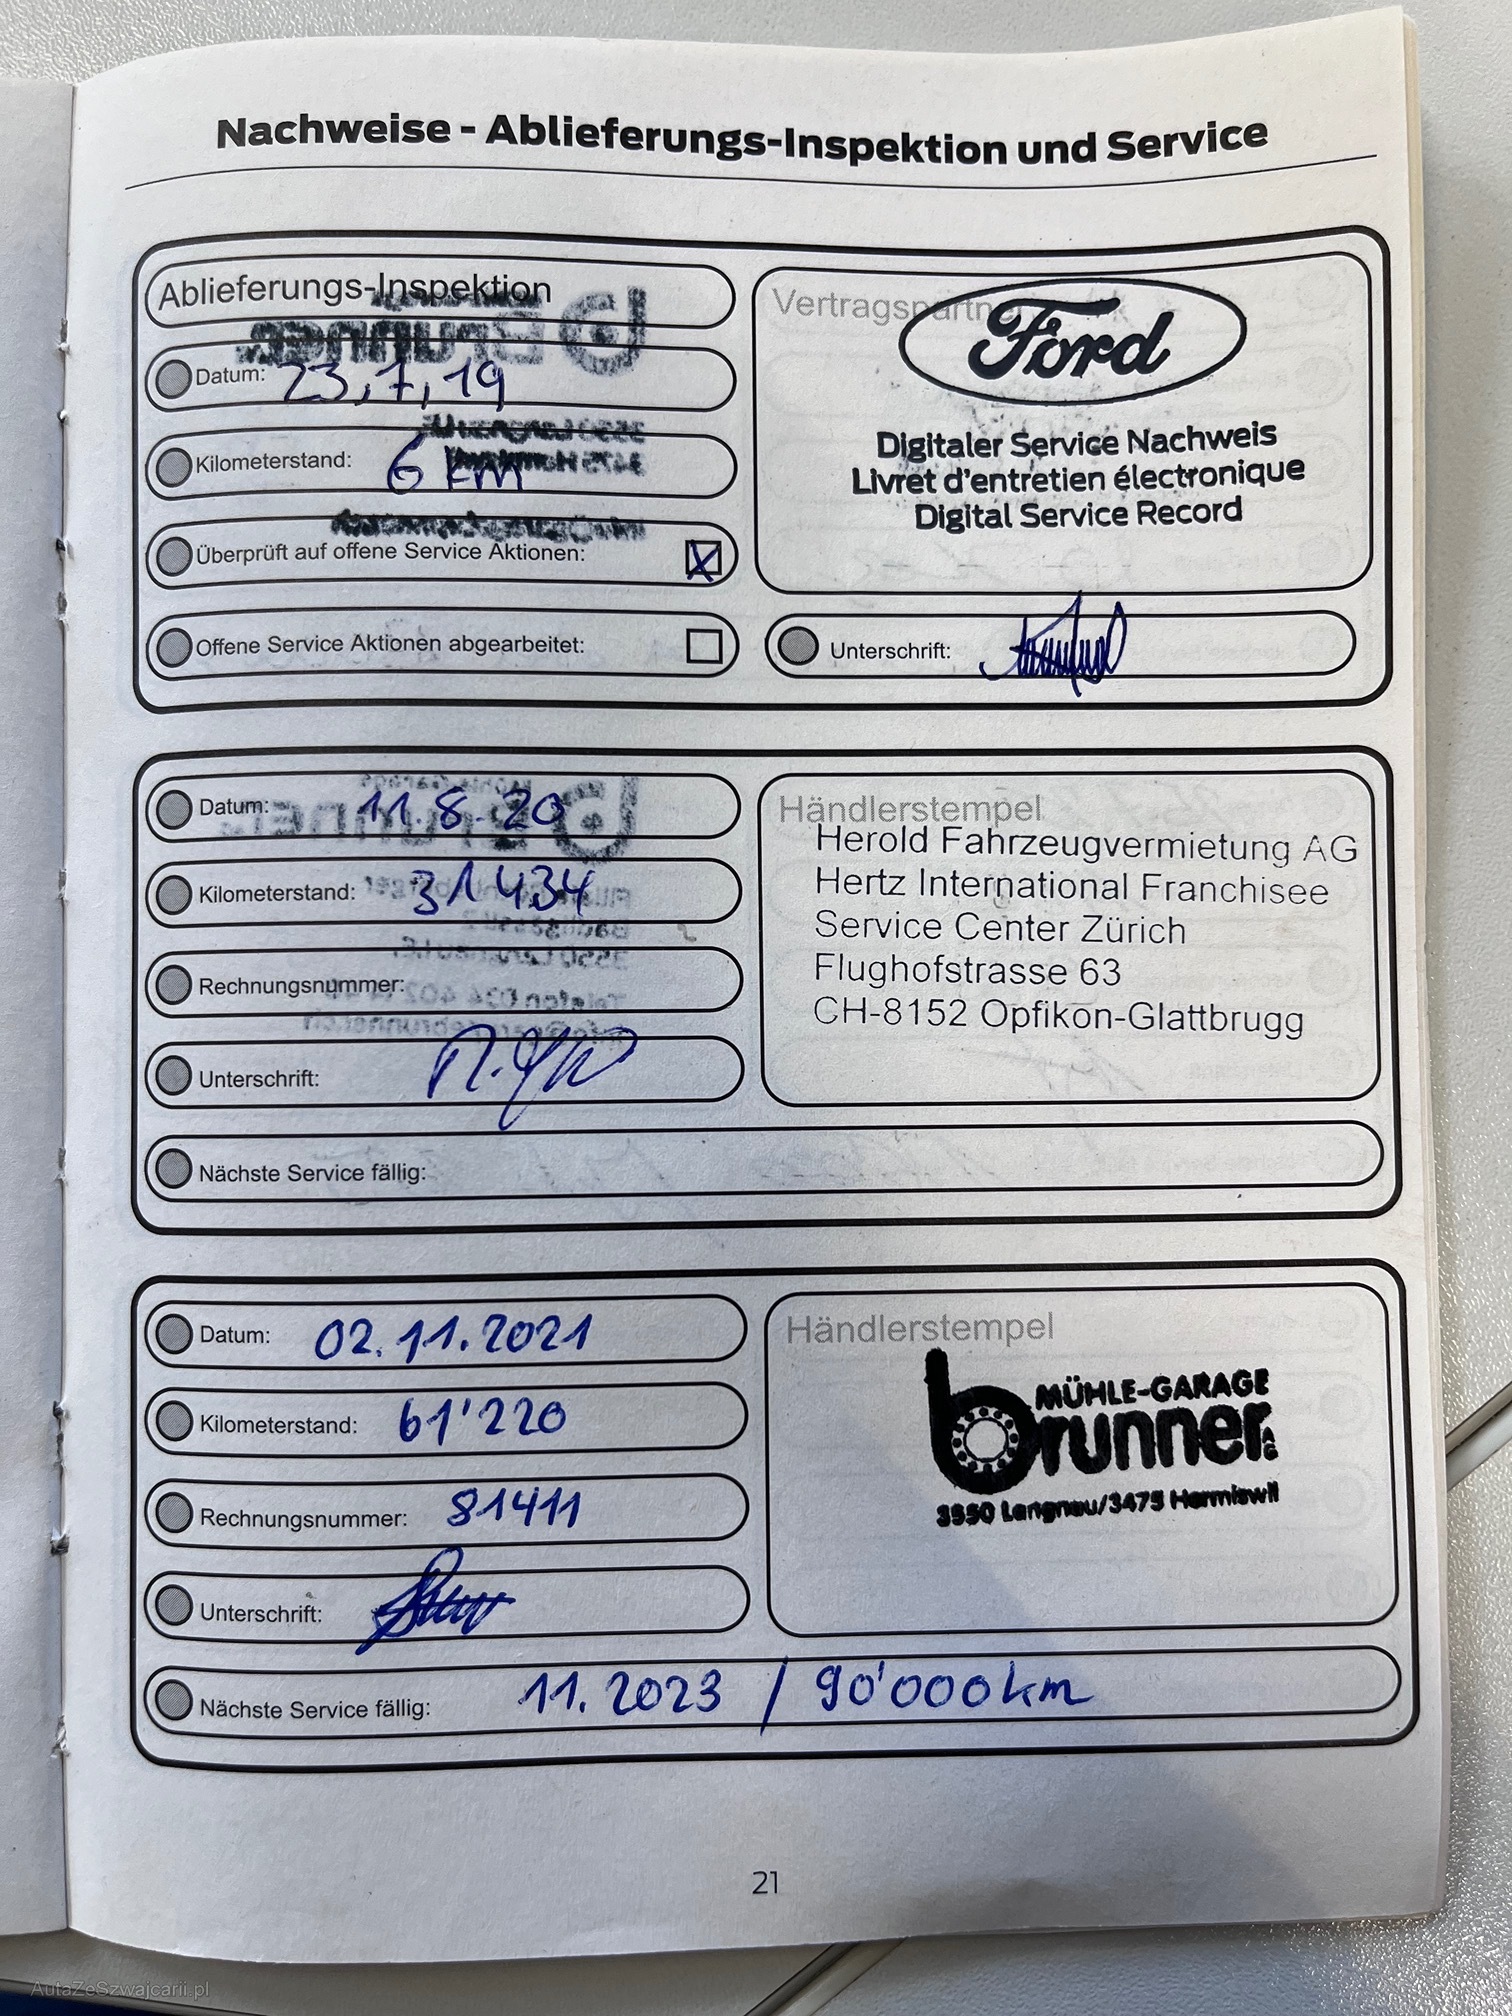 Nachweise - Ablieferungs-Inspektion und Service
Ablieferungs-Inspektion
Datum: 23,7,19
Kilometerstand: 6 km
Überprüft auf offene Service Aktionen: X
Offene Service Aktionen abgearbeitet:
Ford
Digitaler Service Nachweis
Livret d'entretien électronique
Digital Service Record
Unterschrift:
Datum: 11.8.20
Kilometerstand: 31434
Rechnungsnummer:
Unterschrift:
Nächste Service fällig:
Händlerstempel
Herold Fahrzeugvermietung AG
Hertz International Franchisee
Service Center Zürich
Flughofstrasse 63
CH-8152 Opfikon-Glattbrugg
Datum: 02.11.2021
Kilometerstand: 61'220
Rechnungsnummer: 81411
Unterschrift:
Nächste Service fällig: 11.2023 / 90'000km
Händlerstempel
MÜHLE-GARAGE
brunner AG
3550 Langnau/3475 Hermiswil
21
AutaZeSzwajcarii.pl